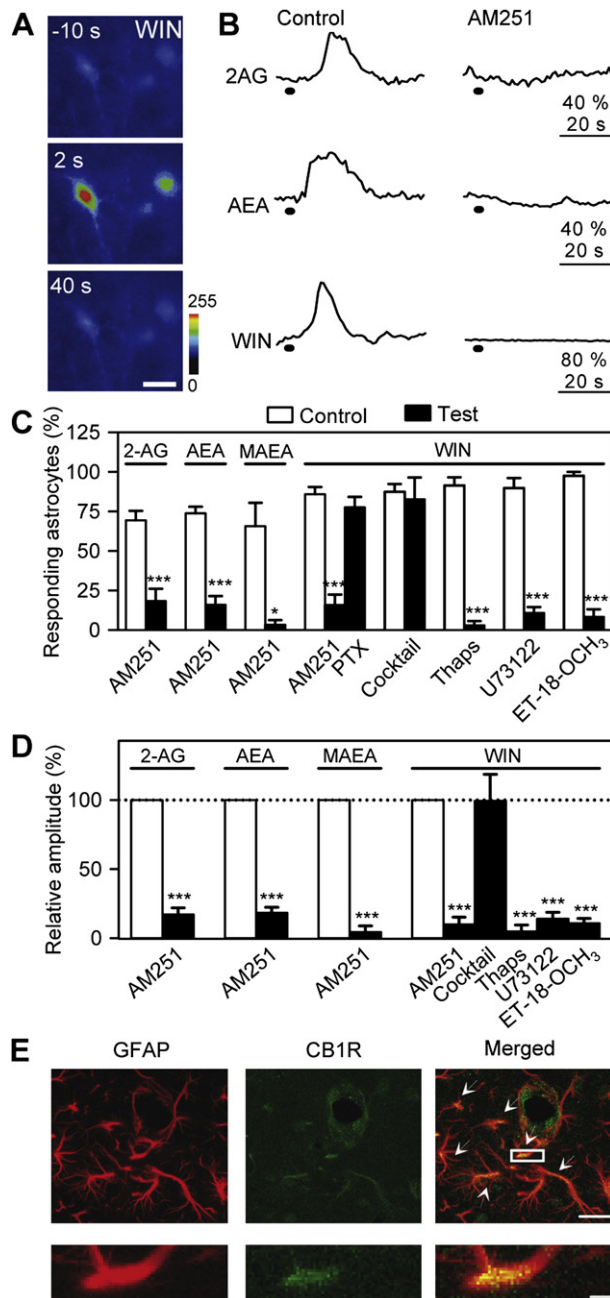 A
-10 s
WIN
2 s
40 s
255
0
B
Control
AM251
2AG
40 %
20 s
AEA
40 %
20 s
WIN
80 %
20 s
C
Control
Test
Responding astrocytes (%)
125
100
75
50
25
0
2-AG
AEA
MAEA
WIN
***
***
*
***
***
***
***
AM251
AM251
AM251
AM251
PTX
Cocktail
Thaps
U73122
ET-18-OCH₃
D
Relative amplitude (%)
100
50
0
2-AG
AEA
MAEA
WIN
***
***
***
***
***
***
***
AM251
AM251
AM251
AM251
Cocktail
Thaps
U73122
ET-18-OCH₃
E
GFAP
CB1R
Merged